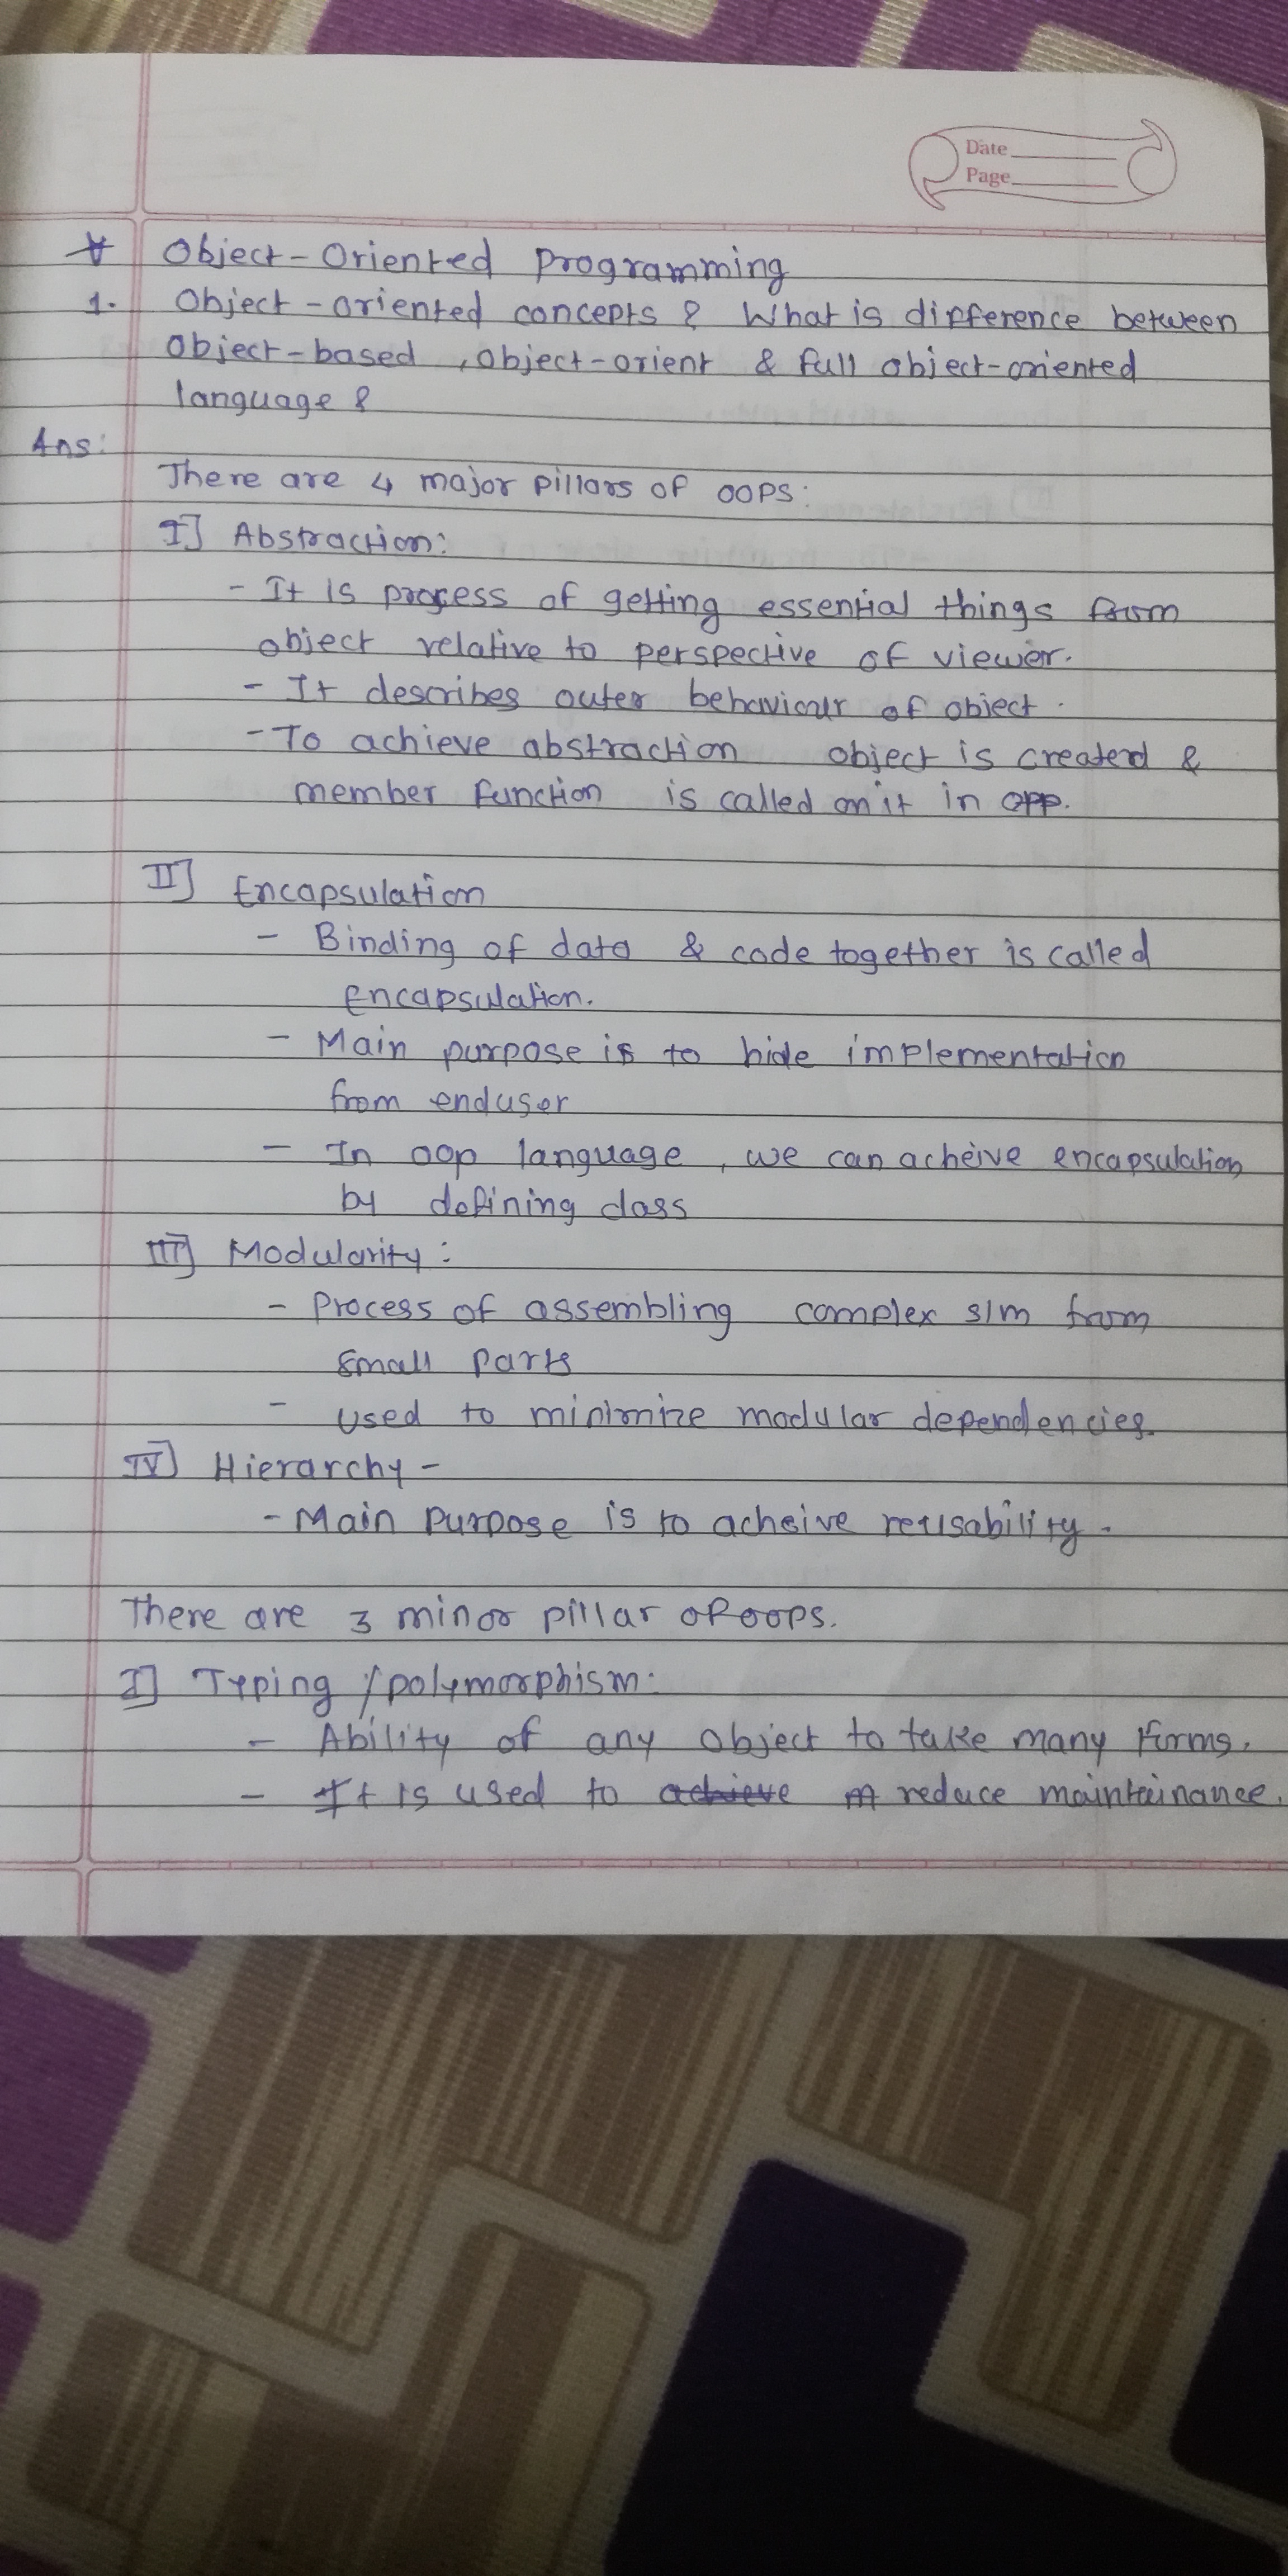 Date
Page
* Object-Oriented Programming
1. Object-oriented concepts ? What is difference between
Object-based, object-orient & full object-oriented
language ?
Ans:
There are 4 major pillars of OOPS:
I] Abstraction:
- It is process of getting essential things from
object relative to perspective of viewer.
- It describes outer behaviour of object.
- To achieve abstraction object is created &
member function is called on it in opp.
II] Encapsulation
- Binding of data & code together is called
encapsulation.
- Main purpose is to hide implementation
from enduser
- In oop language, we can acheive encapsulation
by defining class
III] Modularity:
- Process of assembling complex s/m from
small parts
- used to minimize modular dependencies.
IV] Hierarchy-
- Main Purpose is to acheive reusability.
There are 3 minor pillar of oops.
I] Typing /polymorphism:
- Ability of any object to take many forms.
- It is used to achieve reduce mainteinance.